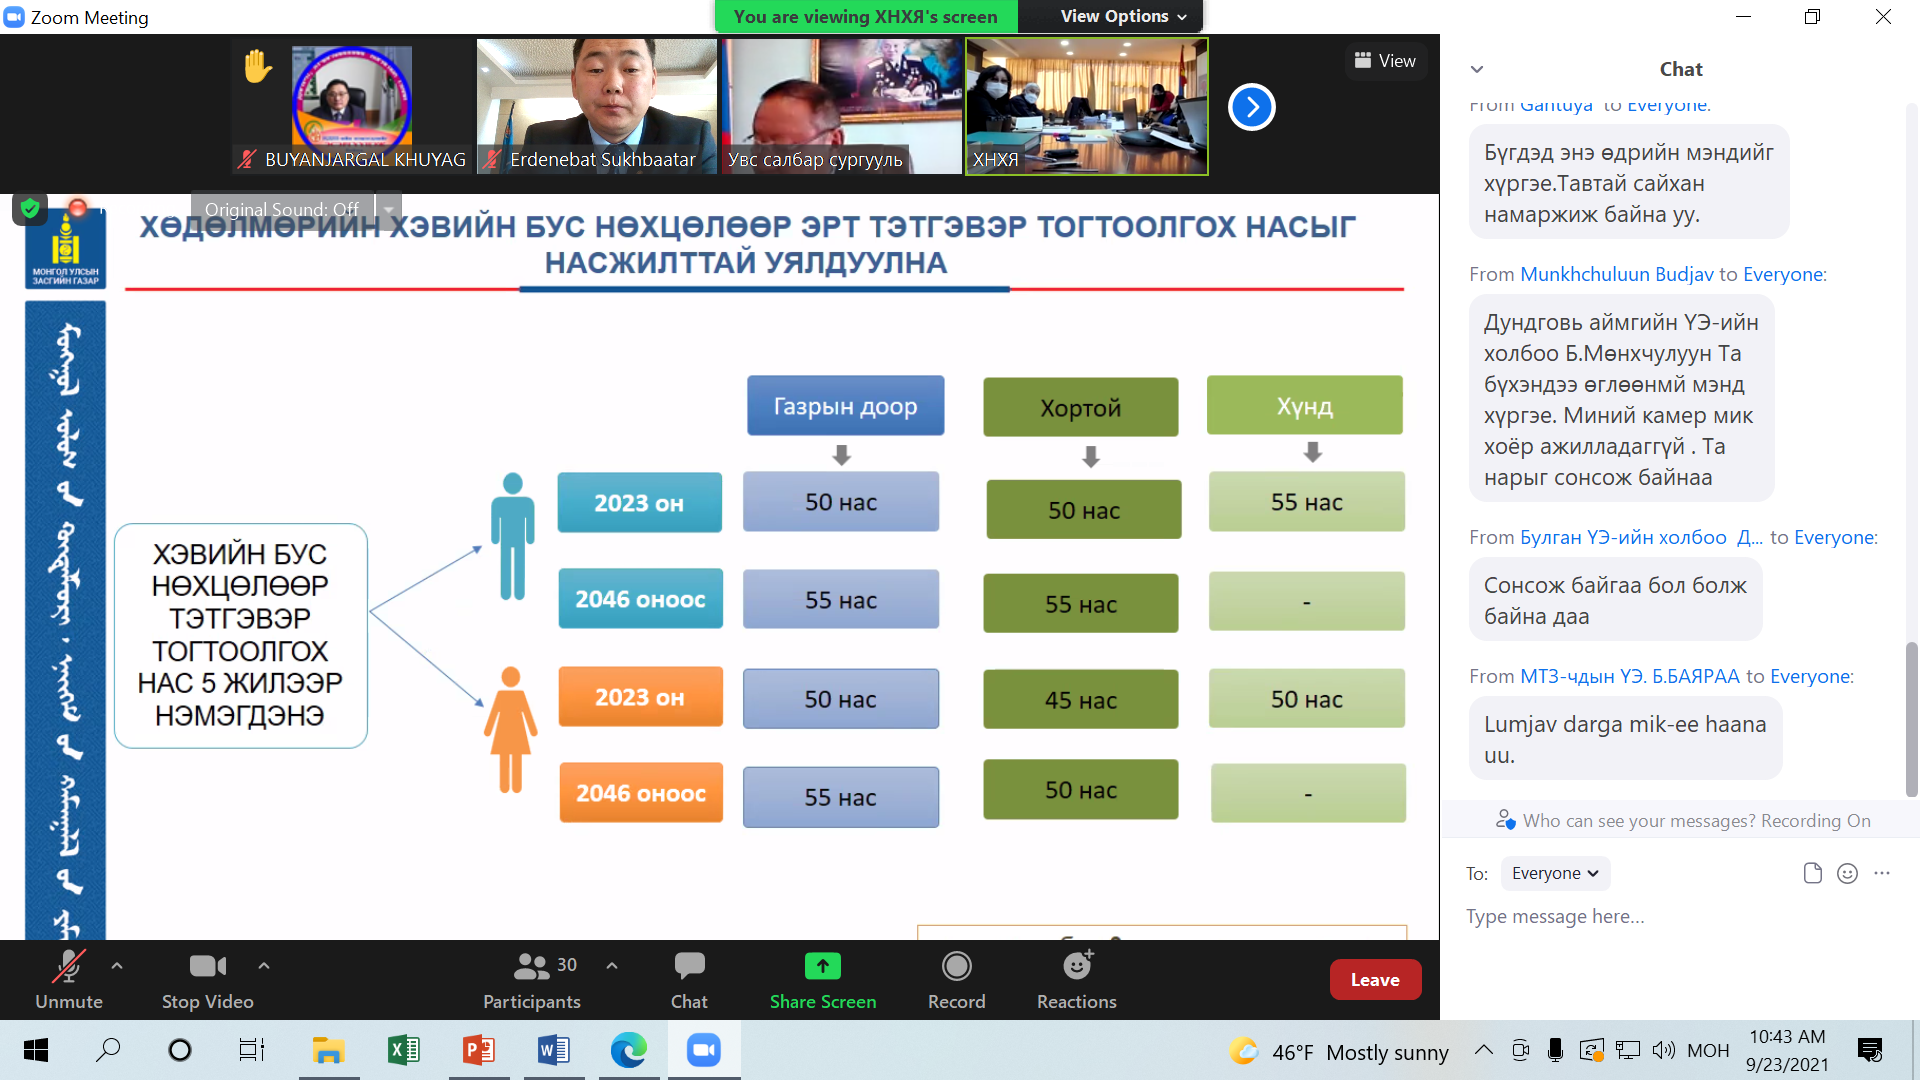 Zoom Meeting
You are viewing ХНХЯ's screen
View Options
BUYANJARGAL KHUYAG
Erdenebat Sukhbaatar
Увс салбар сургууль
ХНХЯ
View
Original Sound: Off
МОНГОЛ УЛСЫН
ЗАСГИЙН ГАЗАР
ХӨДӨЛМӨРИЙН ХЭВИЙН БУС НӨХЦӨЛӨӨР ЭРТ ТЭТГЭВЭР ТОГТООЛГОХ НАСЫГ
НАСЖИЛТТАЙ УЯЛДУУЛНА
Газрын доор
Хортой
Хүнд
2023 он
50 нас
50 нас
55 нас
2046 оноос
55 нас
55 нас
-
2023 он
50 нас
45 нас
50 нас
2046 оноос
55 нас
50 нас
-
ХЭВИЙН БУС
НӨХЦӨЛӨӨР
ТЭТГЭВЭР
ТОГТООЛГОХ
НАС 5 ЖИЛЭЭР
НЭМЭГДЭНЭ
Chat
From Gantuya to Everyone:
Бүгдэд энэ өдрийн мэндийг
хүргэе.Тавтай сайхан
намаржиж байна уу.
From Munkhchuluun Budjav to Everyone:
Дундговь аймгийн ҮЭ-ийн
холбоо Б.Мөнхчулуун Та
бүхэндээ өглөөнмй мэнд
хүргэе. Миний камер мик
хоёр ажилладаггүй . Та
нарыг сонсож байнаа
From Булган ҮЭ-ийн холбоо Д... to Everyone:
Сонсож байгаа бол болж
байна даа
From МТЗ-чдын ҮЭ. Б.БАЯРАА to Everyone:
Lumjav darga mik-ee haana
uu.
Who can see your messages? Recording On
To: Everyone
Type message here...
Unmute
Stop Video
Participants
30
Chat
Share Screen
Record
Reactions
Leave
46°F Mostly sunny
МОН
10:43 AM
9/23/2021